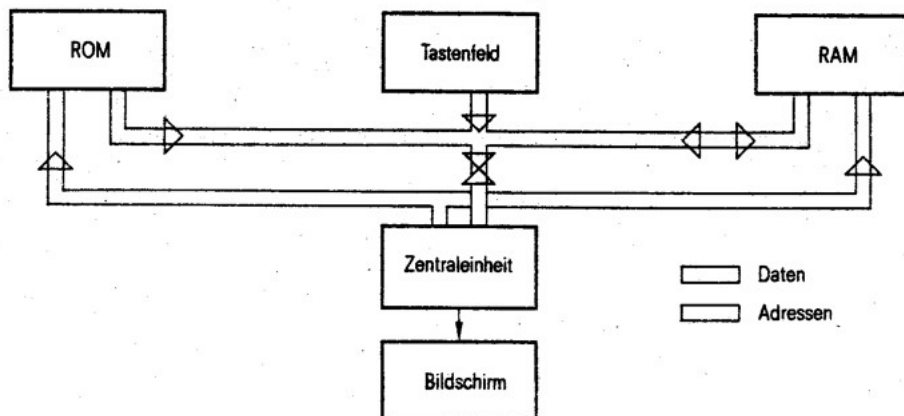 ROM
Tastenfeld
RAM
Zentraleinheit
Daten
Adressen
Bildschirm